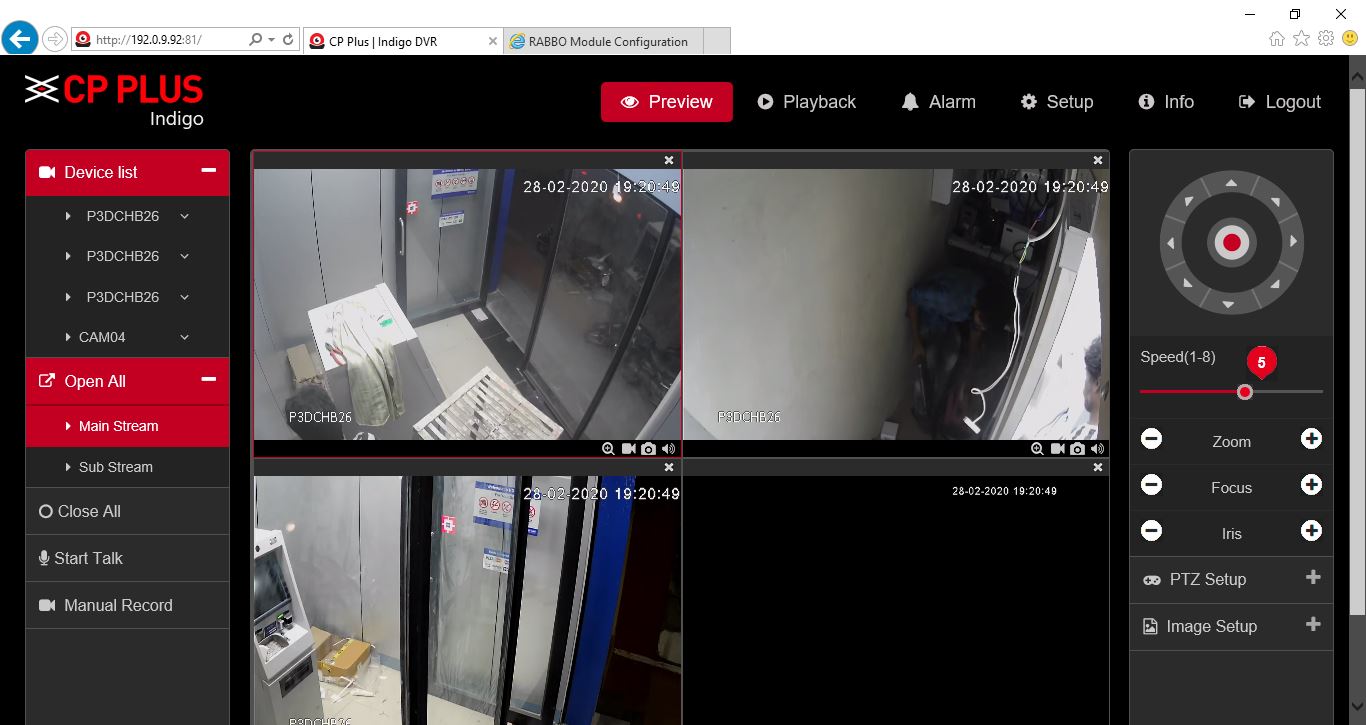 http://192.0.9.92:81/
CP Plus | Indigo DVR
RABBO Module Configuration
CP PLUS
Indigo
Preview
Playback
Alarm
Setup
Info
Logout
Device list
P3DCHB26
P3DCHB26
P3DCHB26
CAM04
Open All
Main Stream
Sub Stream
Close All
Start Talk
Manual Record
28-02-2020 19:20:49
P3DCHB26
28-02-2020 19:20:49
P3DCHB26
28-02-2020 19:20:49
P3DCHB26
28-02-2020 19:20:49
Speed(1-8)
5
Zoom
Focus
Iris
PTZ Setup
Image Setup